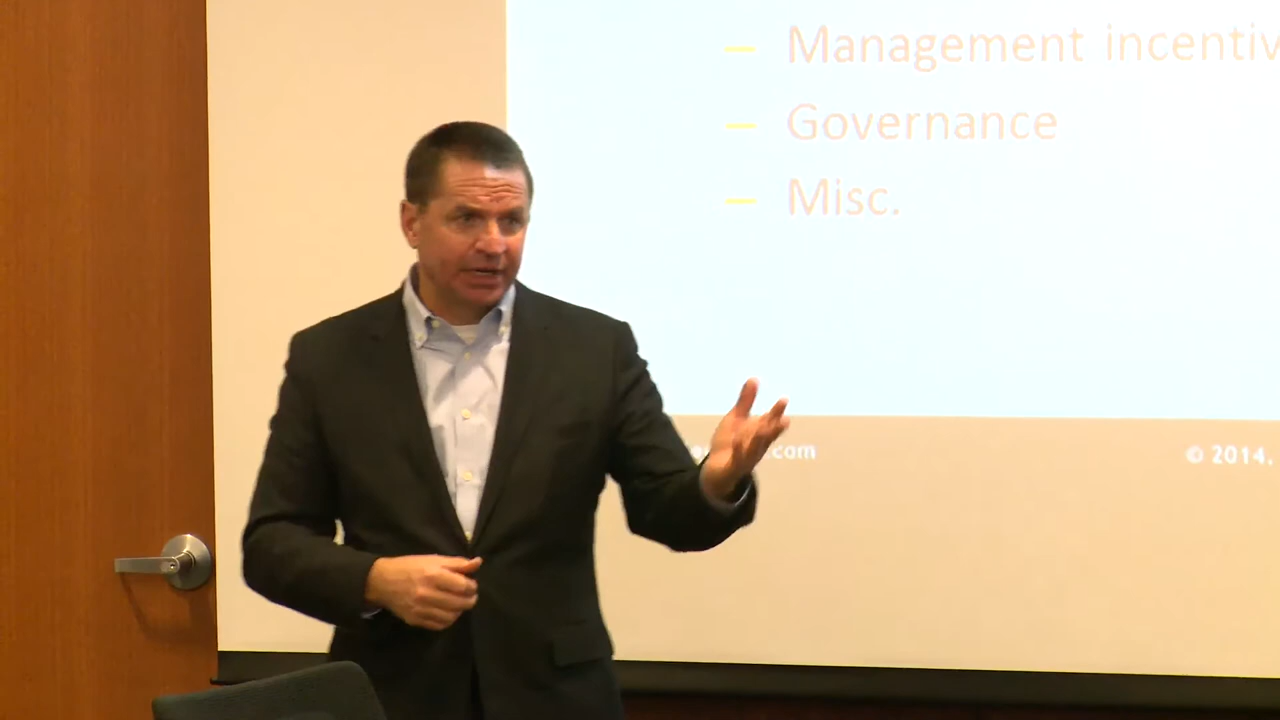 – Management incentiv
– Governance
– Misc.
.com
© 2014.